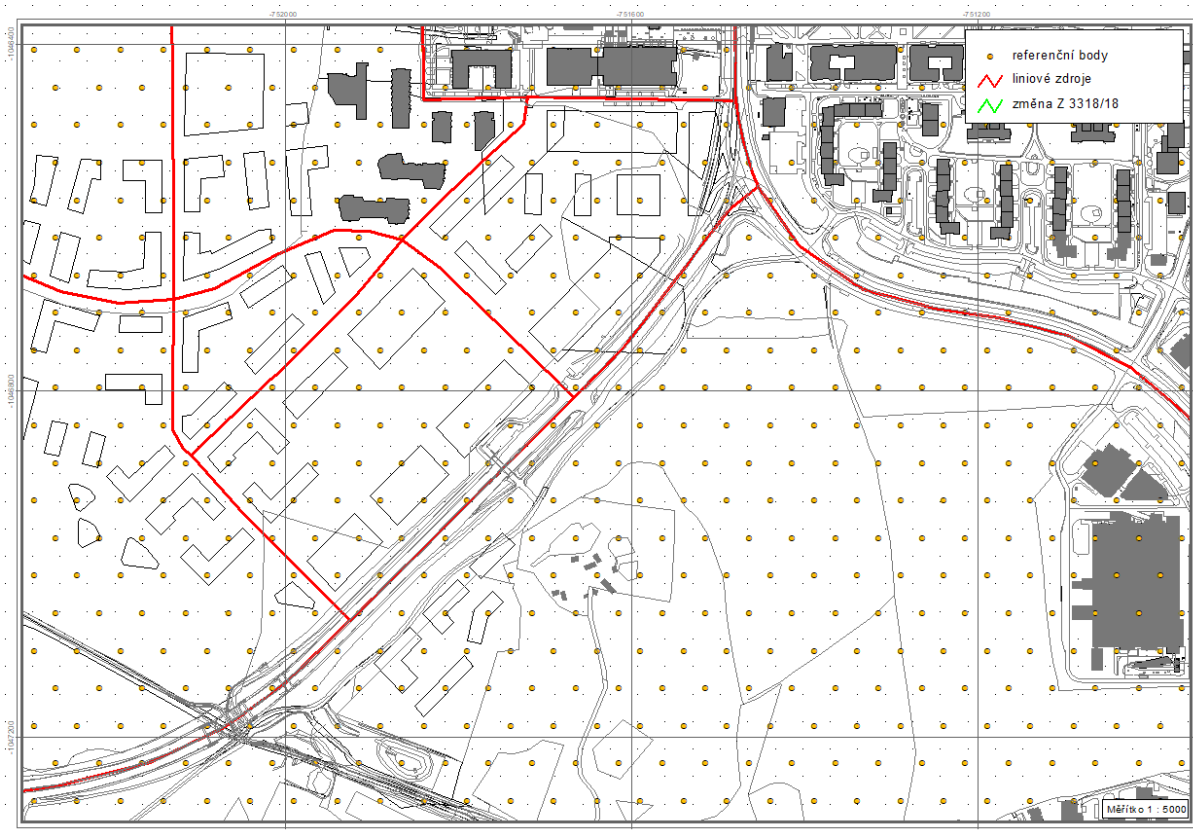 -752000
-751600
-751200
-1046400
referenční body
liniové zdroje
změna Z 3318/18
-1046800
-1047200
Měřítko 1 : 5000